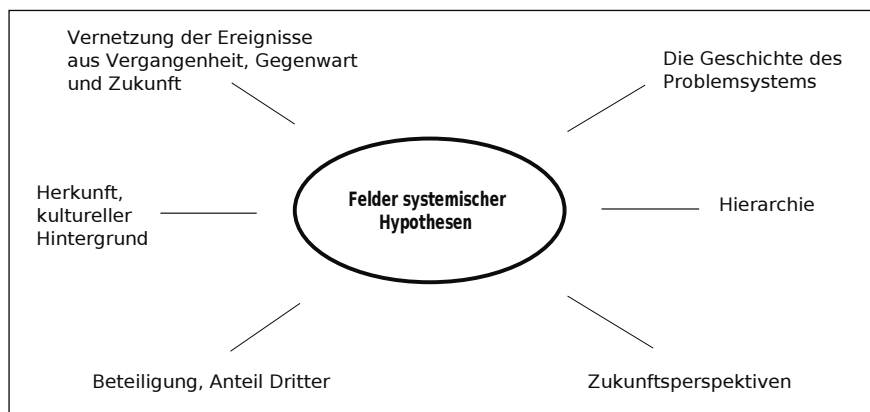 Vernetzung der Ereignisse
aus Vergangenheit, Gegenwart
und Zukunft
Die Geschichte des
Problemsystems
Herkunft,
kultureller
Hintergrund
Felder systemischer
Hypothesen
Hierarchie
Beteiligung, Anteil Dritter
Zukunftsperspektiven